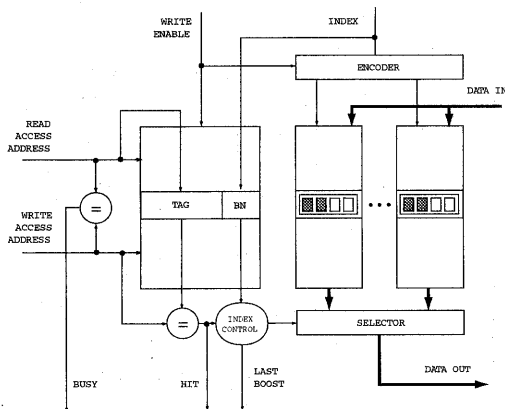 WRITE
ENABLE
INDEX
ENCODER
DATA IN
READ
ACCESS
ADDRESS
TAG
BN
=
WRITE
ACCESS
ADDRESS
=
INDEX
CONTROL
SELECTOR
BUSY
HIT
LAST
BOOST
DATA OUT